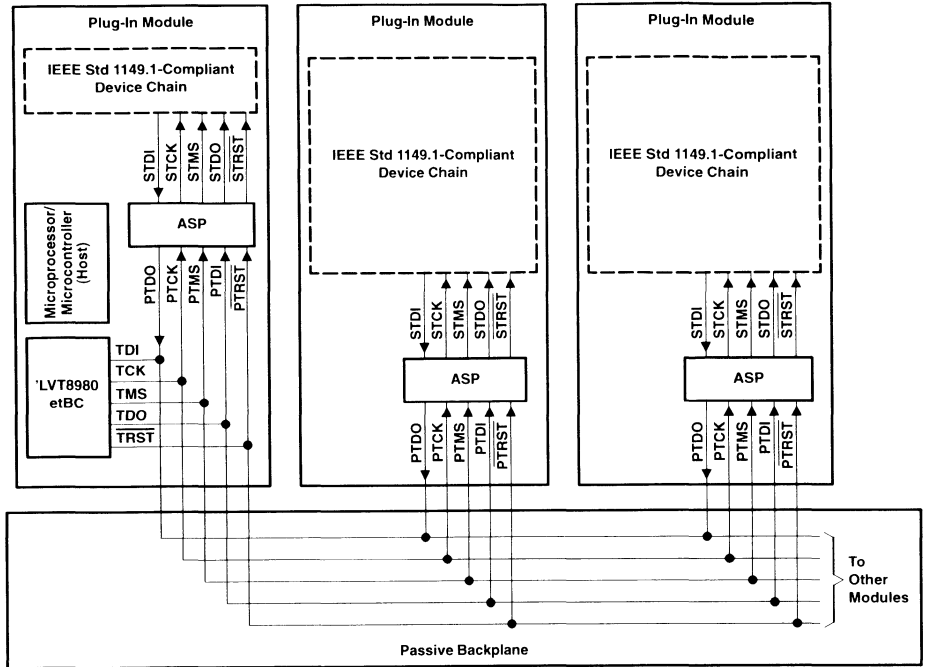 Plug-In Module
IEEE Std 1149.1-Compliant
Device Chain
STDI
STCK
STMS
STDO
STRST
ASP
PTDO
PTCK
PTMS
PTDI
PTRST
Microprocessor/
Microcontroller
(Host)
'LVT8980
etBC
TDI
TCK
TMS
TDO
TRST
Plug-In Module
IEEE Std 1149.1-Compliant
Device Chain
STDI
STCK
STMS
STDO
STRST
ASP
PTDO
PTCK
PTMS
PTDI
PTRST
Plug-In Module
IEEE Std 1149.1-Compliant
Device Chain
STDI
STCK
STMS
STDO
STRST
ASP
PTDO
PTCK
PTMS
PTDI
PTRST
To
Other
Modules
Passive Backplane